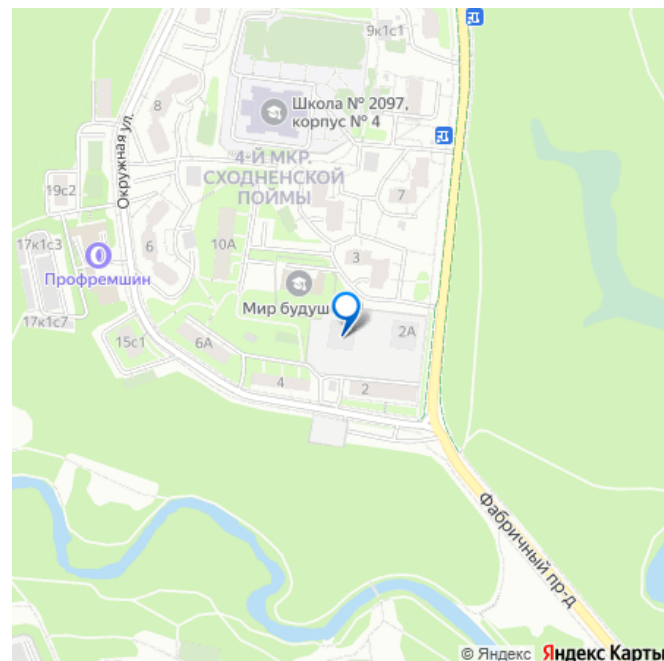 9к1с1
Школа № 2097,
корпус № 4
8
Окружная ул.
4-Й МКР.
СХОДНЕНСКОЙ
ПОЙМЫ
19с2
7
17к1с3
6
10А
3
Профремшин
Мир будущ
17к1с7
15с1
6А
2А
4
2
Фабричный пр-д
© Яндекс Яндекс Карты